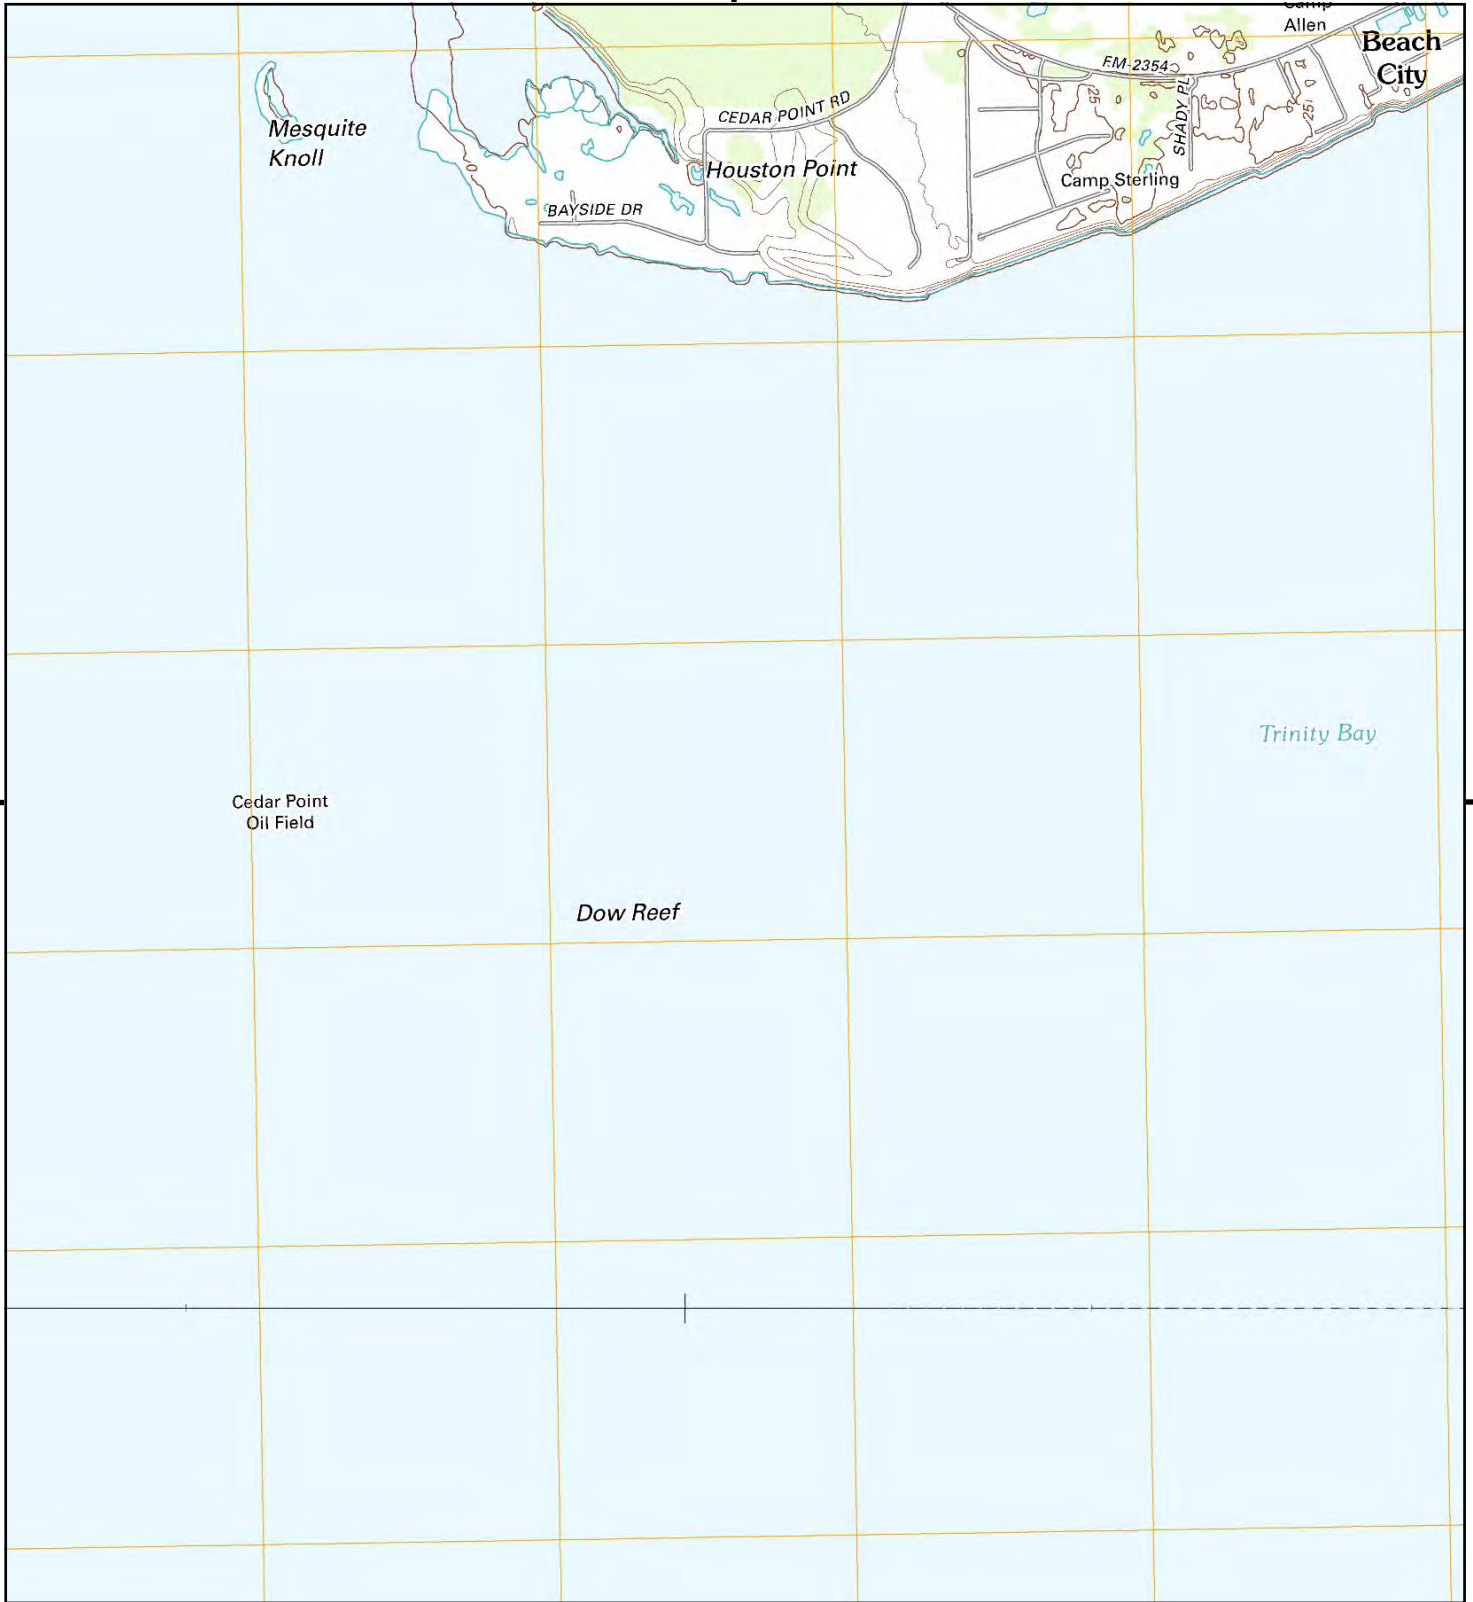 Allen
Beach
City
FM-2354
CEDAR POINT RD
SHADY PL
25
25
Mesquite
Knoll
Houston Point
Camp Sterling
BAYSIDE DR
Trinity Bay
Cedar Point
Oil Field
Dow Reef